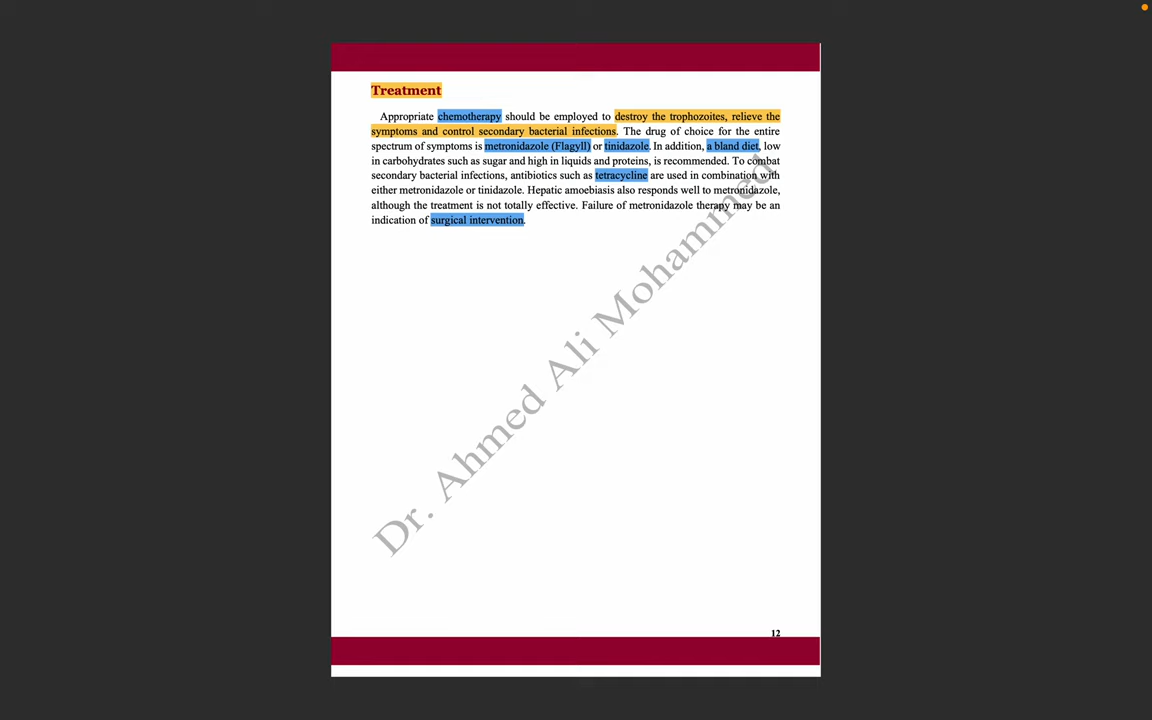 Treatment
Appropriate chemotherapy should be employed to destroy the trophozoites, relieve the
symptoms and control secondary bacterial infections. The drug of choice for the entire
spectrum of symptoms is metronidazole (Flagyll) or tinidazole. In addition, a bland diet, low
in carbohydrates such as sugar and high in liquids and proteins, is recommended. To combat
secondary bacterial infections, antibiotics such as tetracycline are used in combination with
either metronidazole or tinidazole. Hepatic amoebiasis also responds well to metronidazole,
although the treatment is not totally effective. Failure of metronidazole therapy may be an
indication of surgical intervention.
Dr. Ahmed Ali Mohammed
12